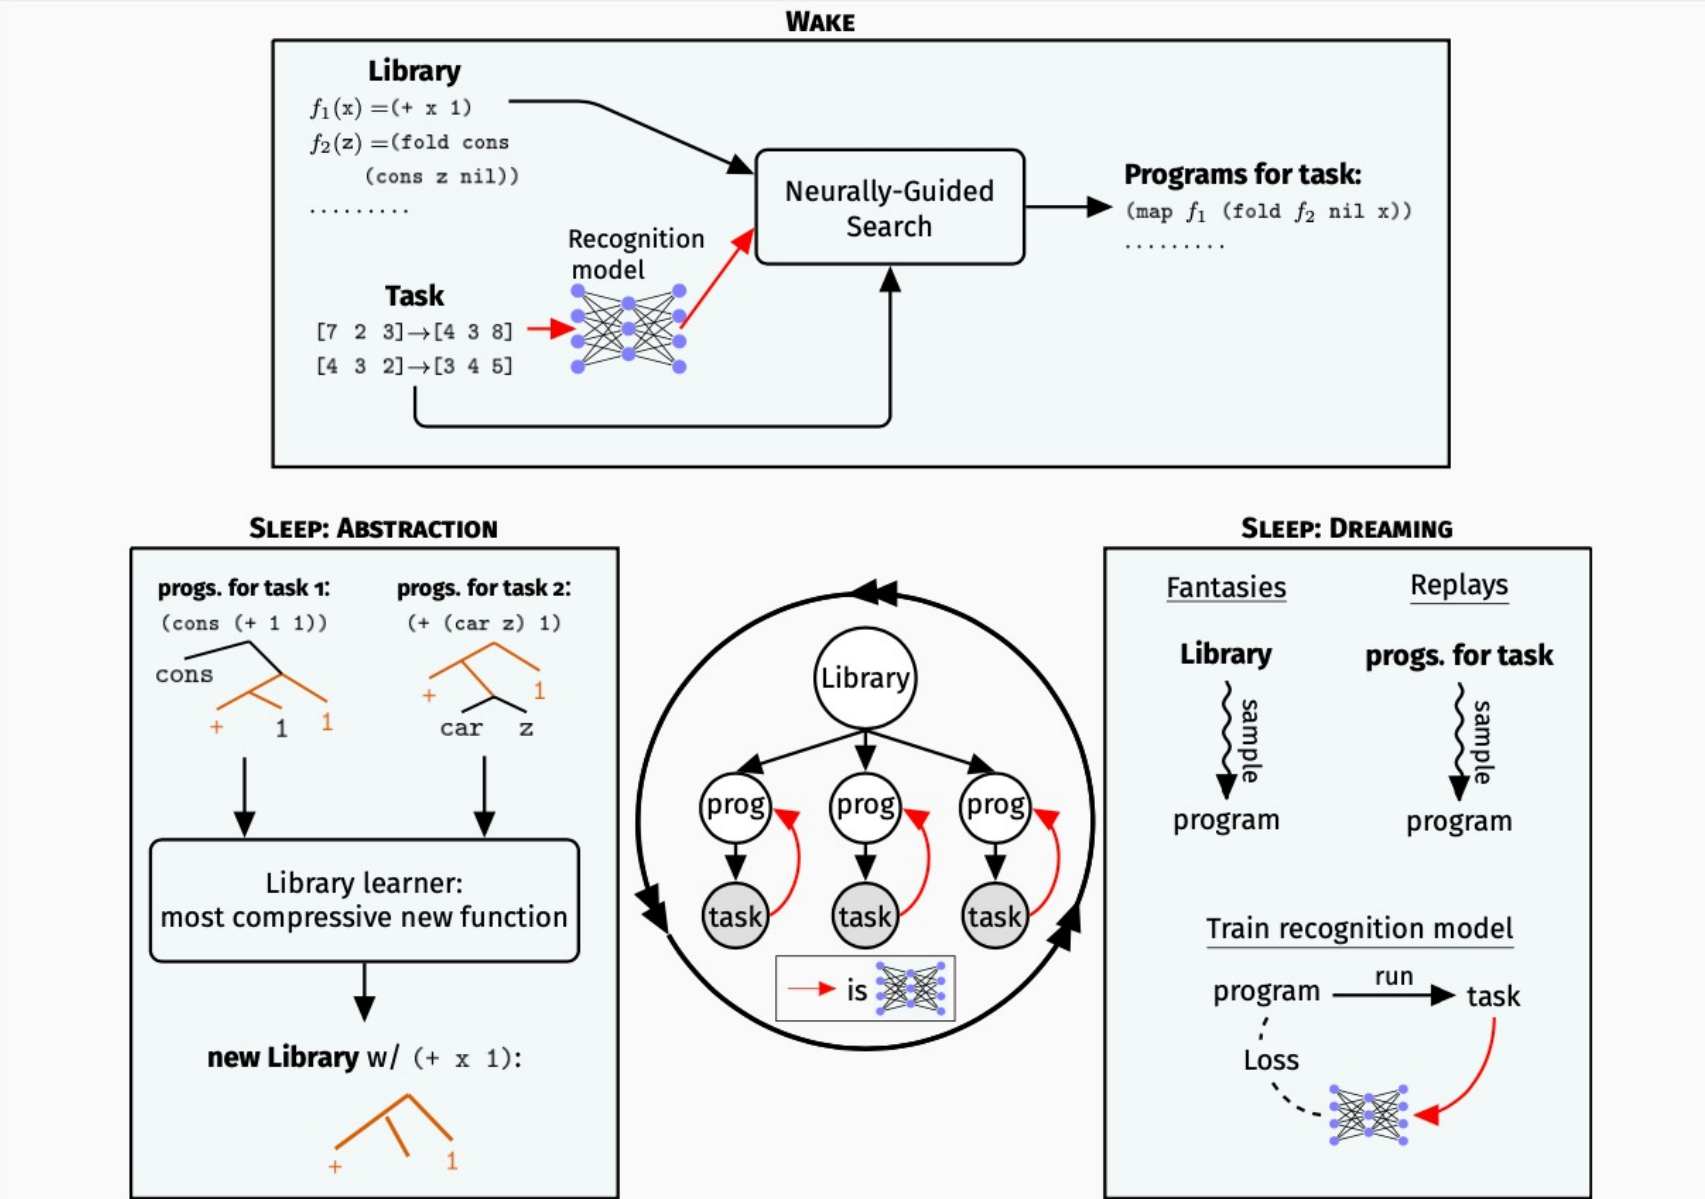 WAKE
Library
f₁(x) =(+ x 1)
f₂(z) =(fold cons
(cons z nil))
.........
Task
[7 2 3]→[4 3 8]
[4 3 2]→[3 4 5]
Recognition
model
Neurally-Guided
Search
Programs for task:
(map f₁ (fold f₂ nil x))
.........
SLEEP: ABSTRACTION
progs. for task 1:
(cons (+ 1 1))
cons
+ 1 1
progs. for task 2:
(+ (car z) 1)
+ 1
car z
Library learner:
most compressive new function
new Library w/ (+ x 1):
+ 1
Library
prog prog prog
task task task
is
SLEEP: DREAMING
Fantasies
Library
sample
program
Replays
progs. for task
sample
program
Train recognition model
run
program task
Loss